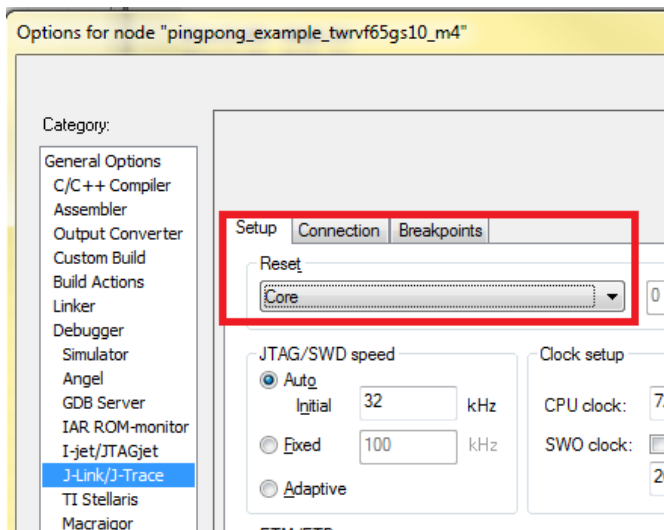 Options for node "pingpong_example_twrvf65gs10_m4"
Category:
General Options
C/C++ Compiler
Assembler
Output Converter
Custom Build
Build Actions
Linker
Debugger
Simulator
Angel
GDB Server
IAR ROM-monitor
I-jet/JTAGjet
J-Link/J-Trace
TI Stellaris
Macraigor
Setup Connection Breakpoints
Reset
Core 0
JTAG/SWD speed
Auto
Initial 32 kHz
Fixed 100 kHz
Adaptive
Clock setup
CPU clock:
SWO clock: